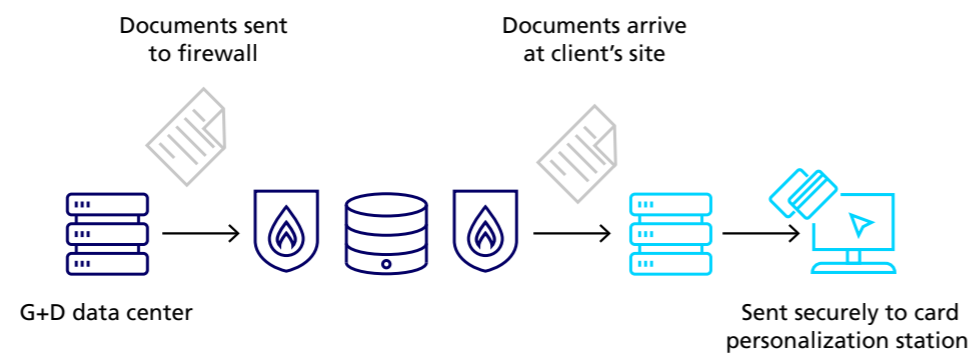 Documents sent
to firewall
Documents arrive
at client’s site
G+D data center
Sent securely to card
personalization station